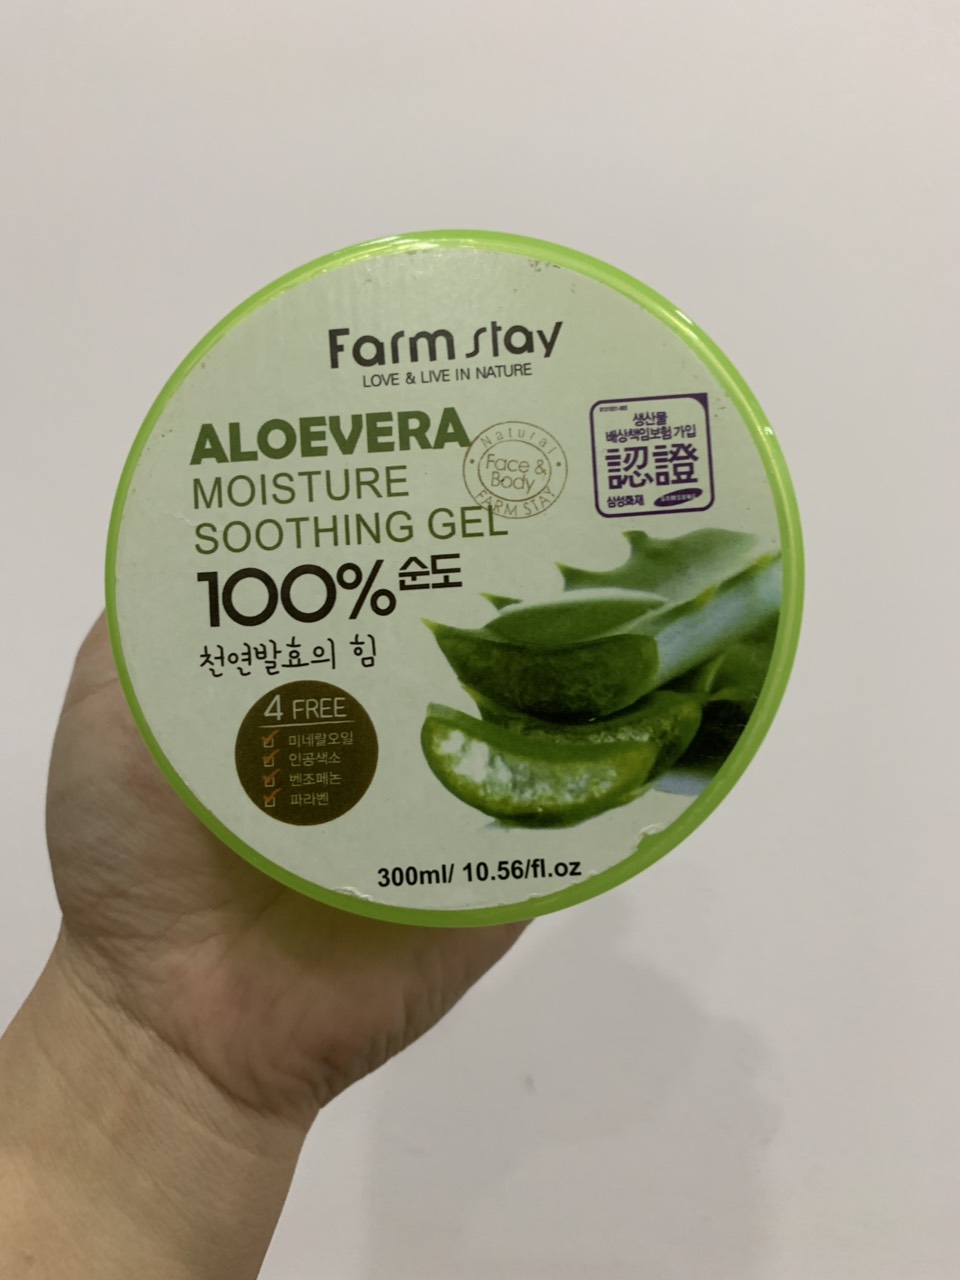 Farm stay
LOVE & LIVE IN NATURE
ALOEVERA
MOISTURE
SOOTHING GEL
Natural
Face &
Body
FARM STAY
생산물
배상책임보험 가입
認證
삼성화재 SAMSUNG
100% 순도
천연발효의 힘
4 FREE
미네랄오일
인공색소
벤조페논
파라벤
300ml/ 10.56/fl.oz